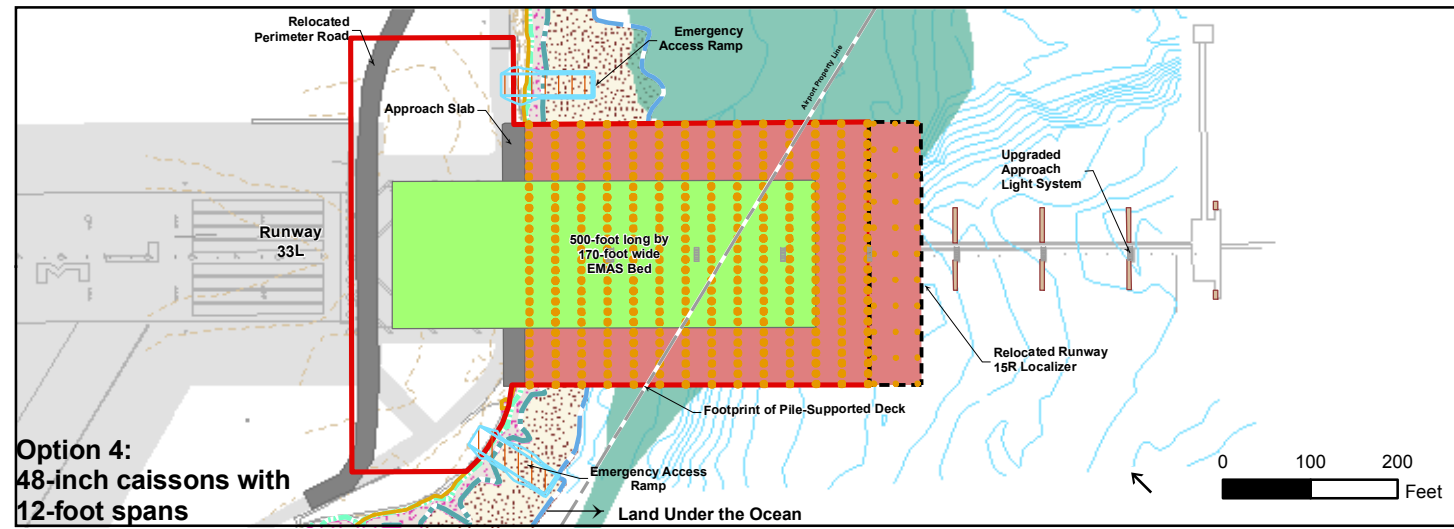 Relocated
Perimeter Road
Emergency
Access Ramp
Airport Property Line
Approach Slab
Upgraded
Approach
Light System
Runway
33L
500-foot long by
170-foot wide
EMAS Bed
Relocated Runway
15R Localizer
Footprint of Pile-Supported Deck
Emergency Access
Ramp
Land Under the Ocean
Option 4:
48-inch caissons with
12-foot spans
0 100 200
Feet